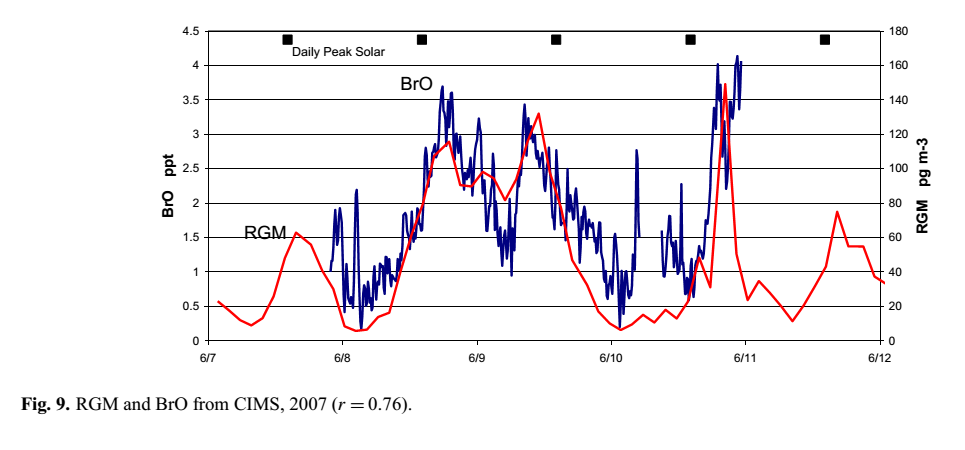 4.5
4
3.5
3
2.5
2
1.5
1
0.5
0
BrO ppt
Daily Peak Solar
BrO
RGM
180
160
140
120
100
80
60
40
20
0
RGM pg m-3
6/7 6/8 6/9 6/10 6/11 6/12
Fig. 9. RGM and BrO from CIMS, 2007 (r = 0.76).